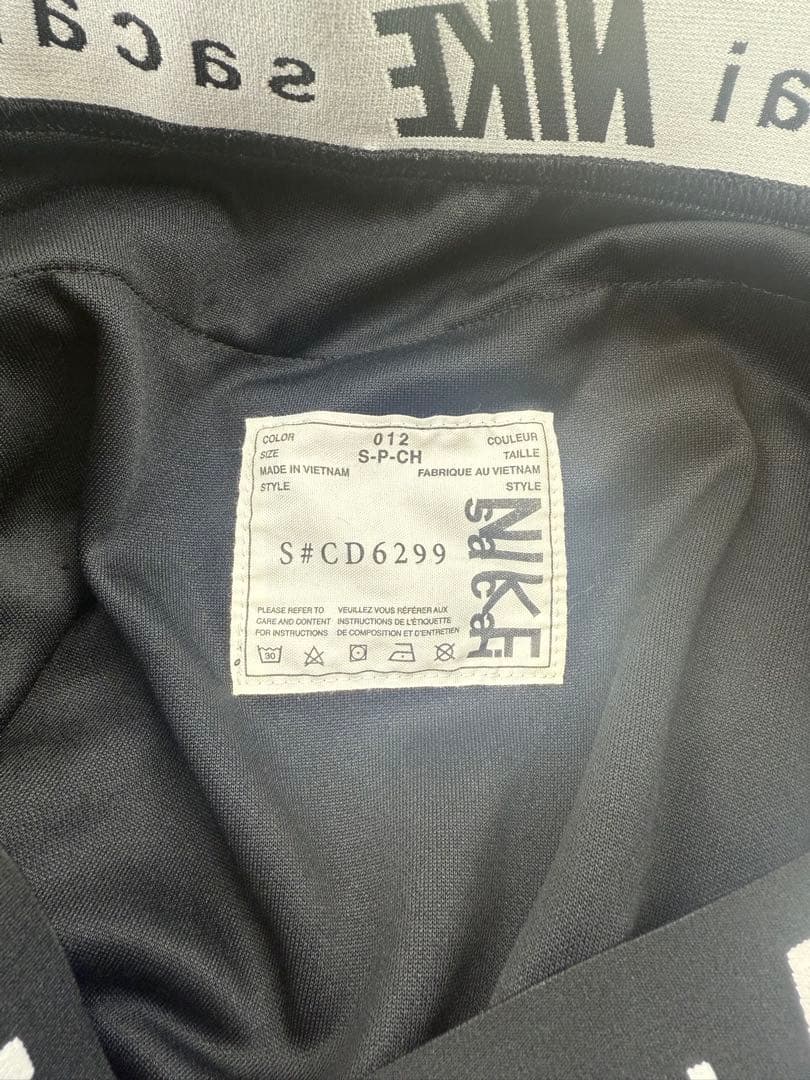 saca
NIKE
ai
COLOR 012 COULEUR
SIZE S-P-CH TAILLE
MADE IN VIETNAM FABRIQUE AU VIETNAM
STYLE STYLE
NIKE
sacai
S#CD6299
PLEASE REFER TO VEUILLEZ VOUS RÉFÉRER AUX
CARE AND CONTENT INSTRUCTIONS DE L'ÉTIQUETTE
FOR INSTRUCTIONS DE COMPOSITION ET D'ENTRETIEN
30